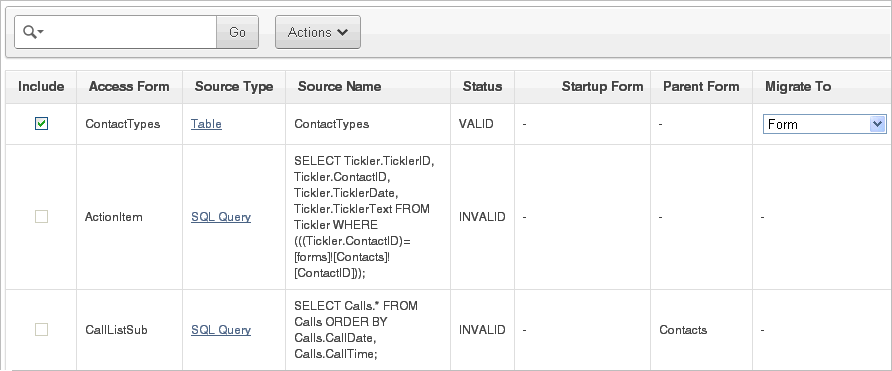 Go
Actions
Include Access Form Source Type Source Name Status Startup Form Parent Form Migrate To
ContactTypes Table ContactTypes VALID - - Form
ActionItem SQL Query SELECT Tickler.TicklerID,
Tickler.ContactID,
Tickler.TicklerDate,
Tickler.TicklerText FROM
Tickler WHERE
(((Tickler.ContactID)=
[forms]![Contacts]!
[ContactID])); INVALID - - -
CallListSub SQL Query SELECT Calls.* FROM
Calls ORDER BY
Calls.CallDate,
Calls.CallTime; INVALID - Contacts -